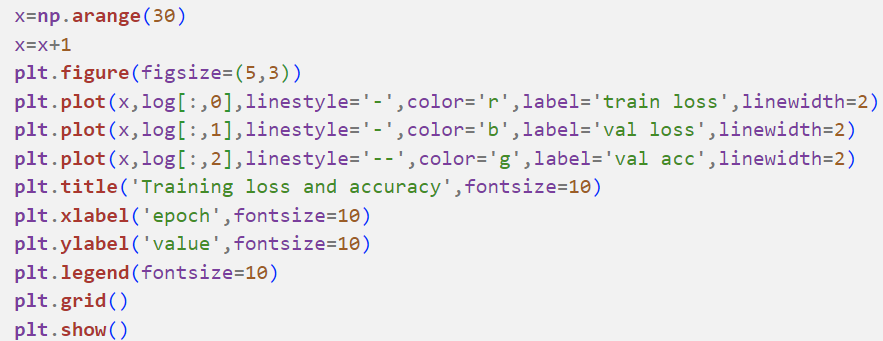 x=np.arange(30)
x=x+1
plt.figure(figsize=(5,3))
plt.plot(x,log[:,0],linestyle='-',color='r',label='train loss',linewidth=2)
plt.plot(x,log[:,1],linestyle='-',color='b',label='val loss',linewidth=2)
plt.plot(x,log[:,2],linestyle='--',color='g',label='val acc',linewidth=2)
plt.title('Training loss and accuracy',fontsize=10)
plt.xlabel('epoch',fontsize=10)
plt.ylabel('value',fontsize=10)
plt.legend(fontsize=10)
plt.grid()
plt.show()